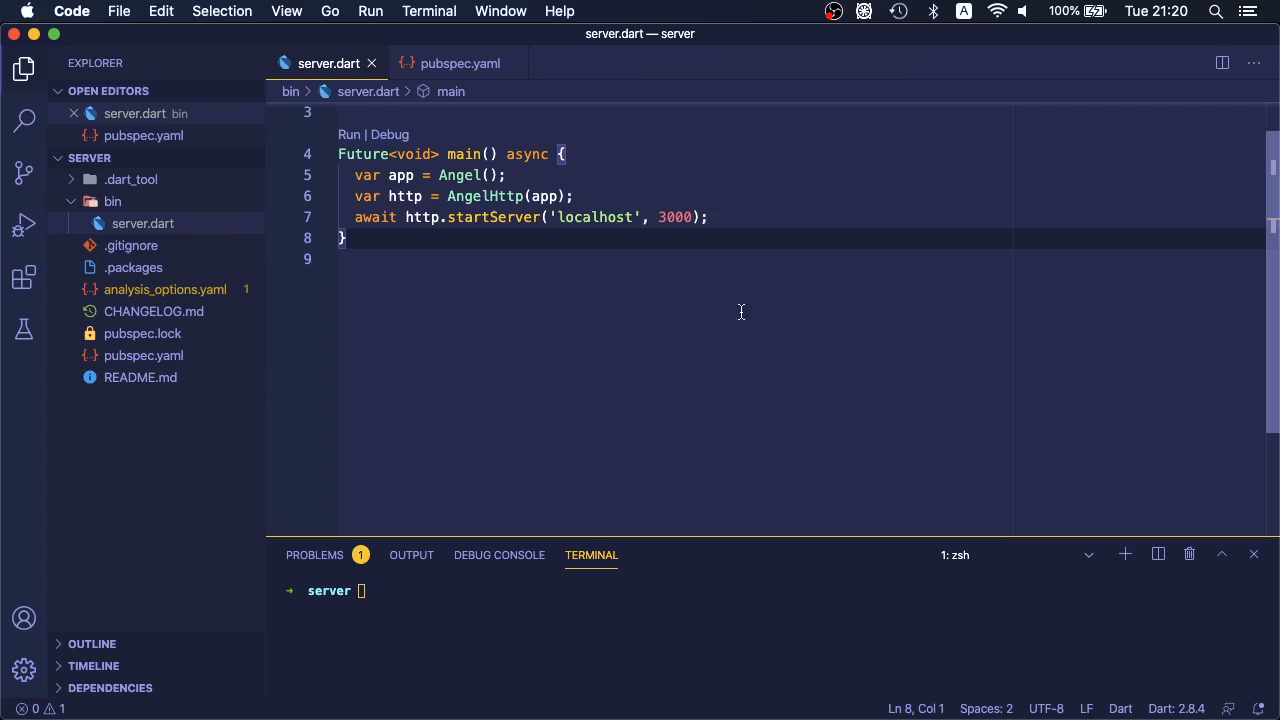 Code File Edit Selection View Go Run Terminal Window Help A 100% Tue 21:20
server.dart — server
EXPLORER
OPEN EDITORS
server.dart bin
pubspec.yaml
SERVER
.dart_tool
bin
server.dart
.gitignore
.packages
analysis_options.yaml 1
CHANGELOG.md
pubspec.lock
pubspec.yaml
README.md
OUTLINE
TIMELINE
DEPENDENCIES
server.dart pubspec.yaml
bin server.dart main
3
Run | Debug
4 Future<void> main() async {
5 var app = Angel();
6 var http = AngelHttp(app);
7 await http.startServer('localhost', 3000);
8 }
9
PROBLEMS 1 OUTPUT DEBUG CONSOLE TERMINAL 1: zsh
→ server
0 1 Ln 8, Col 1 Spaces: 2 UTF-8 LF Dart Dart: 2.8.4